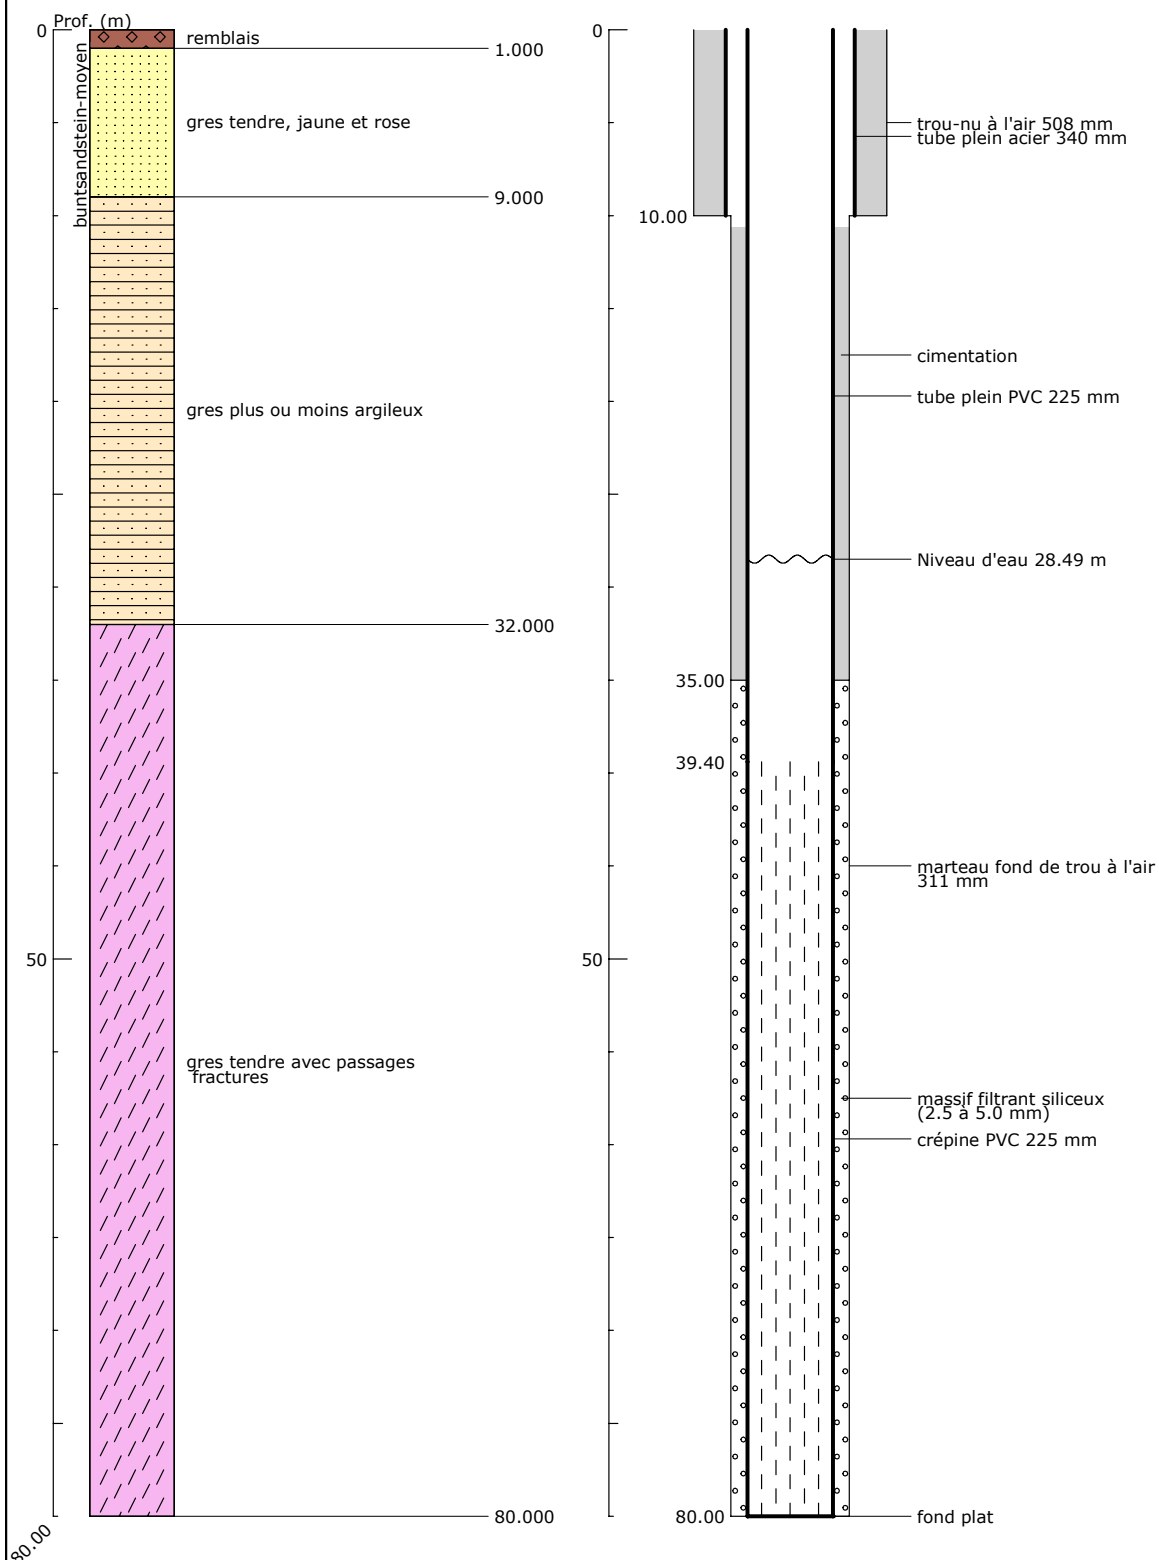 Prof. (m)
0
buntsandstein-moyen
remblais
1.000
gres tendre, jaune et rose
9.000
gres plus ou moins argileux
32.000
50
gres tendre avec passages
fractures
80.000
80.00
0
trou-nu à l'air 508 mm
tube plein acier 340 mm
10.00
cimentation
tube plein PVC 225 mm
Niveau d'eau 28.49 m
35.00
39.40
marteau fond de trou à l'air
311 mm
50
massif filtrant siliceux
(2.5 à 5.0 mm)
crépine PVC 225 mm
80.00
fond plat